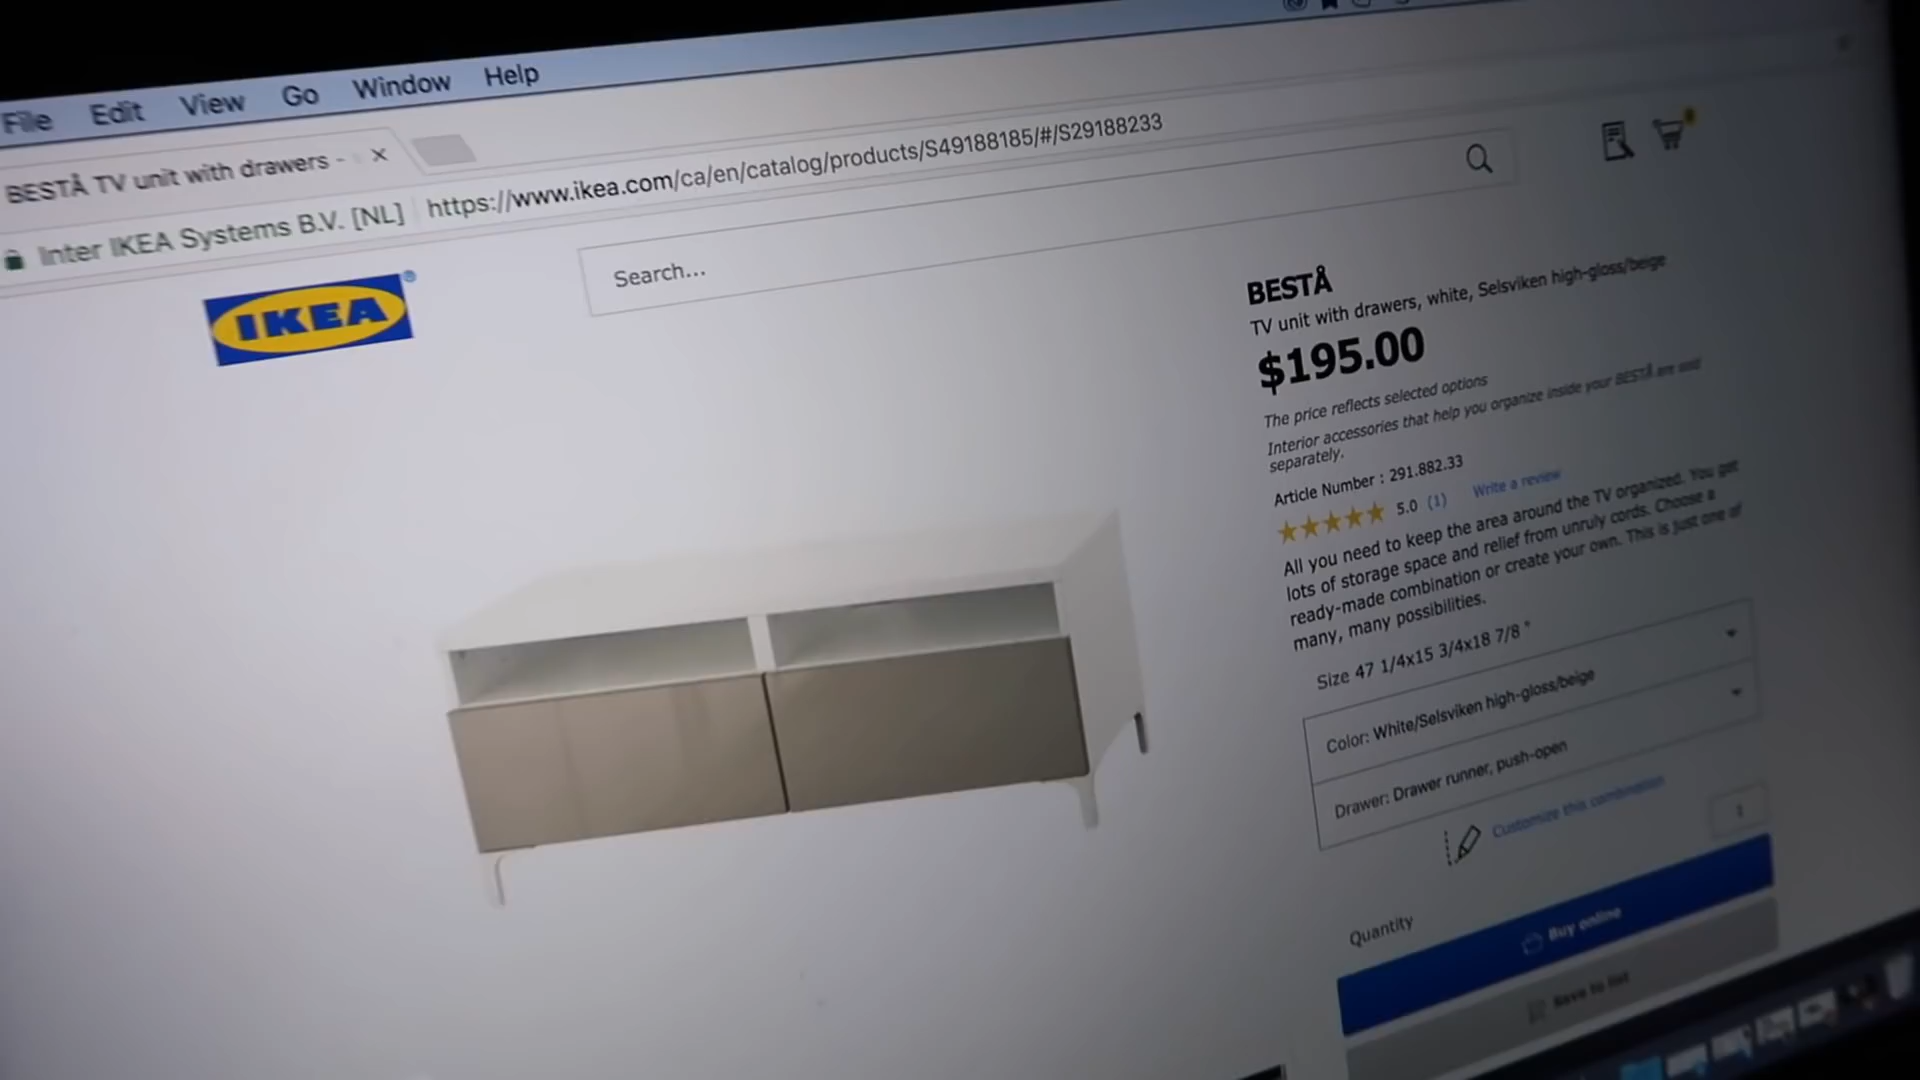 File Edit View Go Window Help
BESTÅ TV unit with drawers -
Inter IKEA Systems B.V. [NL] https://www.ikea.com/ca/en/catalog/products/S49188185/#/S29188233
IKEA®
Search...
BESTÅ
TV unit with drawers, white, Selsviken high-gloss/beige
$195.00
The price reflects selected options
Interior accessories that help you organize inside your BESTÅ are sold
separately.
Article Number : 291.882.33
5.0 (1) Write a review
All you need to keep the area around the TV organized. You get
lots of storage space and relief from unruly cords. Choose a
ready-made combination or create your own. This is just one of
many, many possibilities.
Size 47 1/4x15 3/4x18 7/8 "
Color: White/Selsviken high-gloss/beige
Drawer: Drawer runner, push-open
Customize this combination
Quantity
Buy online
Save to list